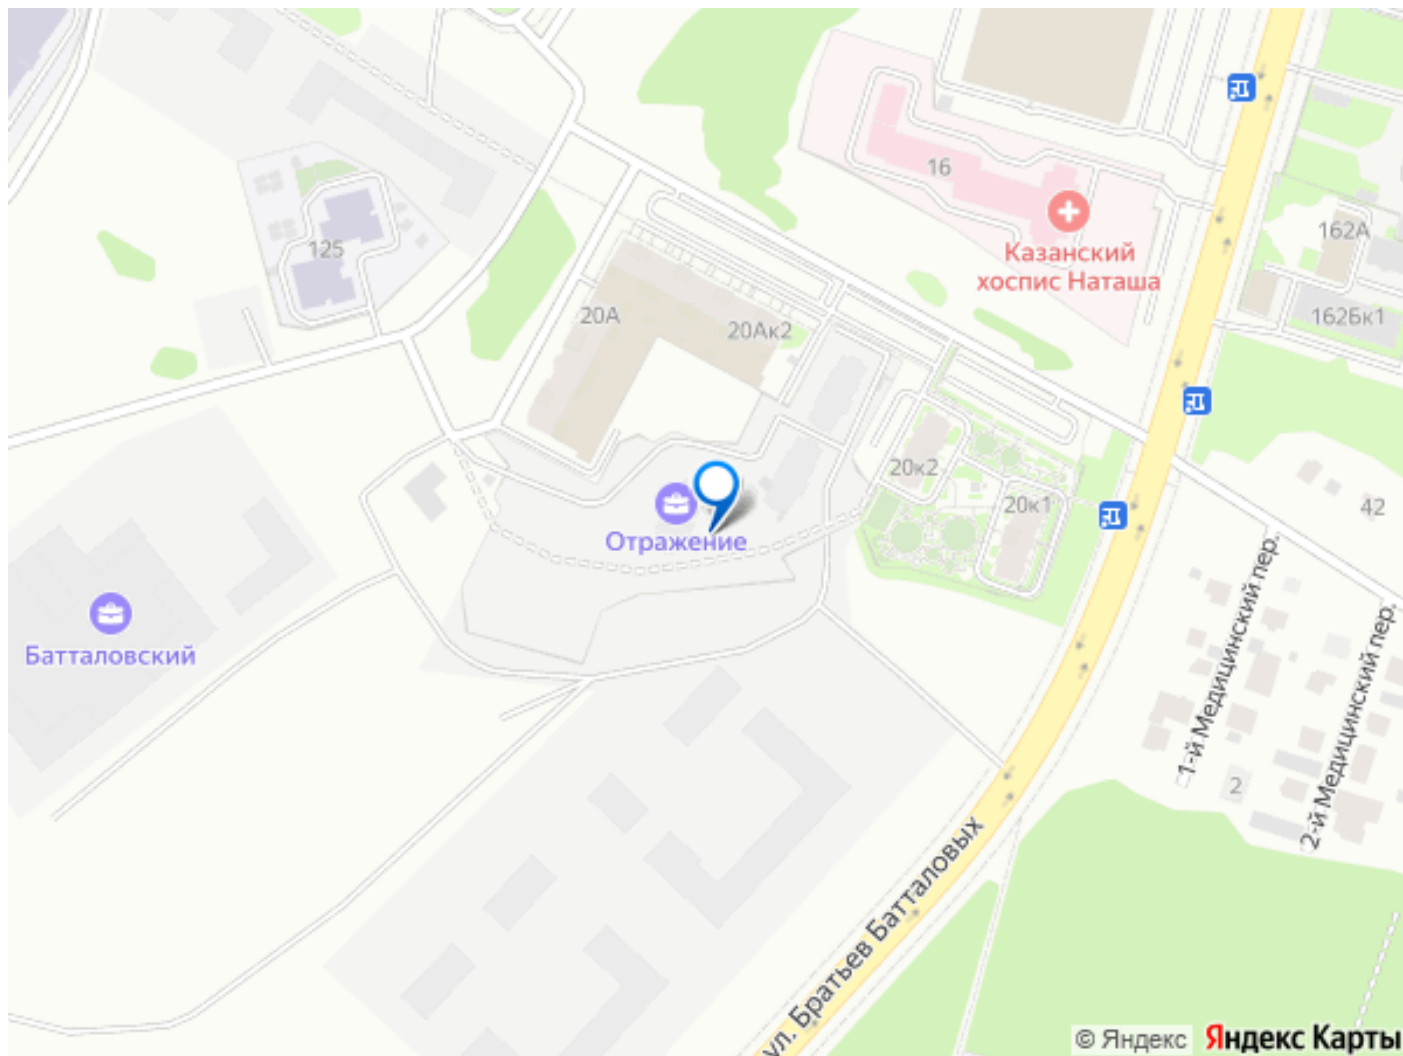 16
162А
125
Казанский
хоспис Наташа
20А
20Ак2
162Бк1
20к2
20к1
42
Отражение
1-й Медицинский пер.
2-й Медицинский пер.
Батталовский
2
ул. Братьев Батталовых
© Яндекс Яндекс Карты